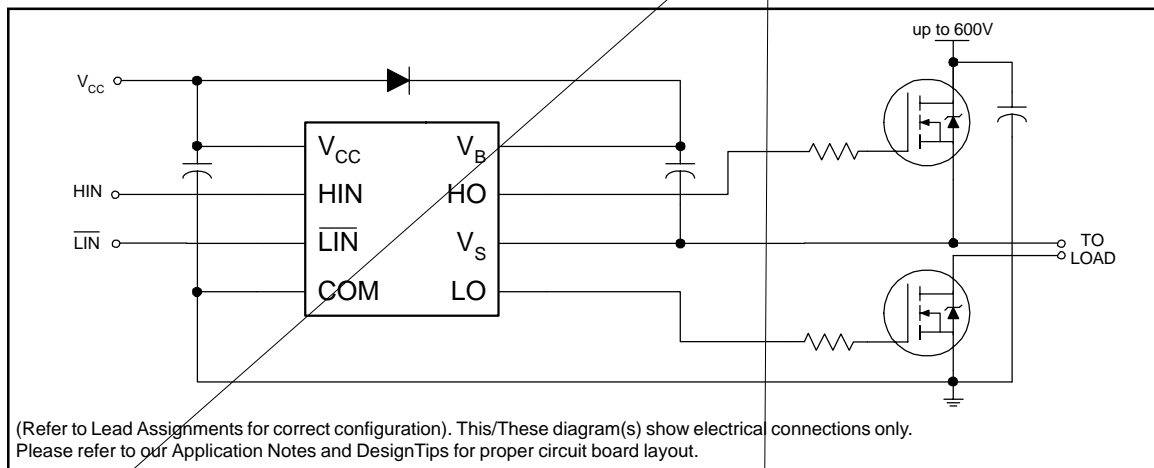 up to 600V
VCC
VCC VB
HIN HIN HO
LIN LIN VS TO
LOAD
COM LO
(Refer to Lead Assignments for correct configuration). This/These diagram(s) show electrical connections only.
Please refer to our Application Notes and DesignTips for proper circuit board layout.